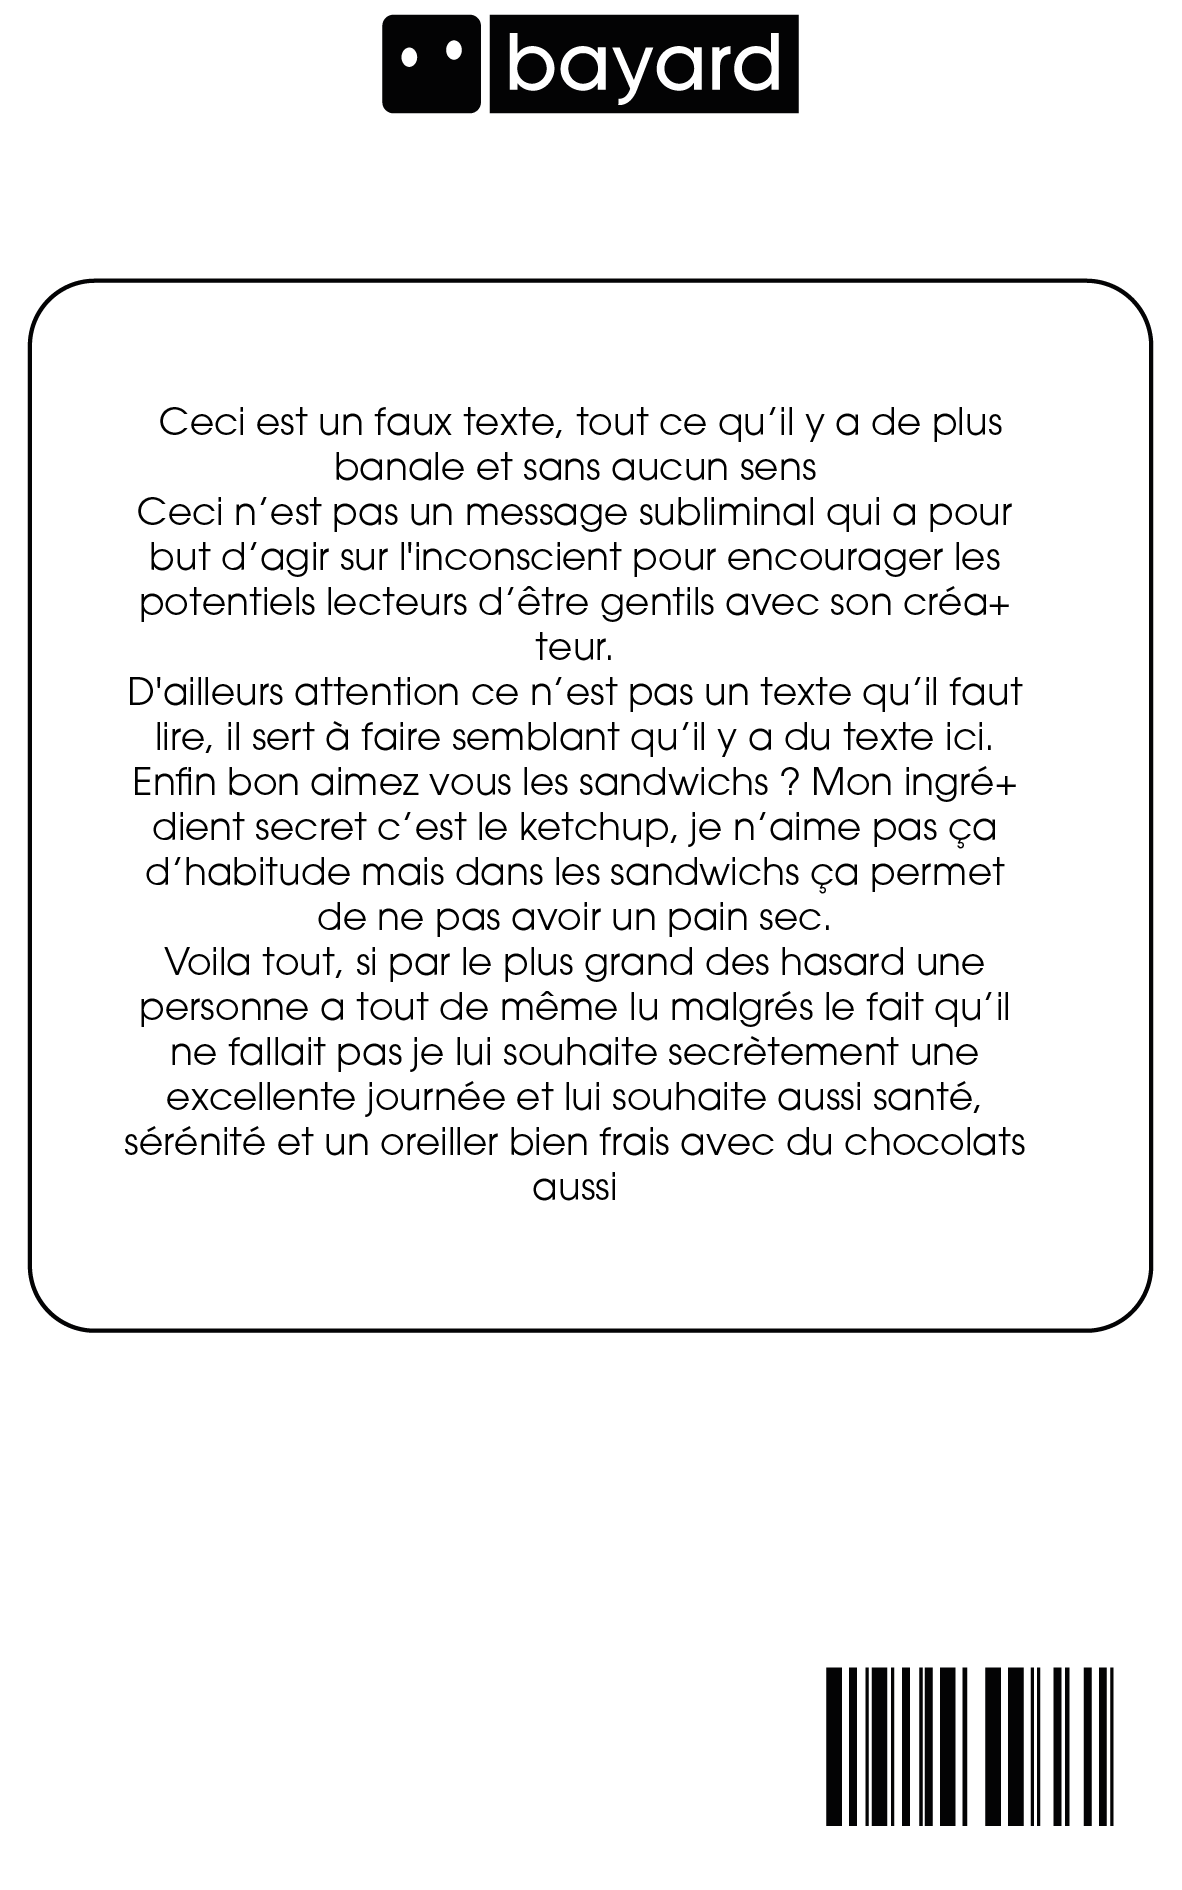 bayard
Ceci est un faux texte, tout ce qu’il y a de plus
banale et sans aucun sens
Ceci n’est pas un message subliminal qui a pour
but d’agir sur l'inconscient pour encourager les
potentiels lecteurs d’être gentils avec son créa+
teur.
D'ailleurs attention ce n’est pas un texte qu’il faut
lire, il sert à faire semblant qu’il y a du texte ici.
Enfin bon aimez vous les sandwichs ? Mon ingré+
dient secret c’est le ketchup, je n’aime pas ça
d’habitude mais dans les sandwichs ça permet
de ne pas avoir un pain sec.
Voila tout, si par le plus grand des hasard une
personne a tout de même lu malgrés le fait qu’il
ne fallait pas je lui souhaite secrètement une
excellente journée et lui souhaite aussi santé,
sérénité et un oreiller bien frais avec du chocolats
aussi